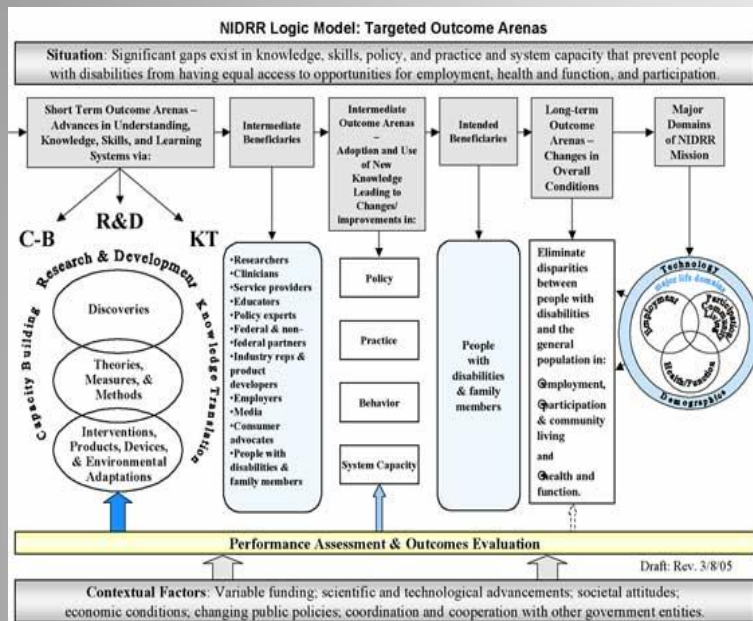 NIDRR Logic Model: Targeted Outcome Arenas
Situation: Significant gaps exist in knowledge, skills, policy, and practice and system capacity that prevent people
with disabilities from having equal access to opportunities for employment, health and function, and participation.
Short Term Outcome Arenas –
Advances in Understanding,
Knowledge, Skills, and Learning
Systems via:
Intermediate
Beneficiaries
Intermediate
Outcome Arenas
–
Adoption and Use
of New
Knowledge
Leading to
Changes/
improvements in:
Intended
Beneficiaries
Long-term
Outcome
Arenas –
Changes in
Overall
Conditions
Major
Domains
of NIDRR
Mission
C-B
R&D
KT
Capacity Building
Research & Development
Knowledge Translation
Discoveries
Theories,
Measures, &
Methods
Interventions,
Products, Devices,
& Environmental
Adaptations
•Researchers
•Clinicians
•Service providers
•Educators
•Policy experts
•Federal & non-
federal partners
•Industry reps &
product
developers
•Employers
•Media
•Consumer
advocates
•People with
disabilities &
family members
Policy
Practice
Behavior
System Capacity
People
with
disabilities
& family
members
Eliminate
disparities
between
people with
disabilities
and the
general
population in:
employment,
participation
& community
living
and
health and
function.
Technology
major life domains
Employment
Participation
Community
Living
Health/Function
Demographics
Performance Assessment & Outcomes Evaluation
Draft: Rev. 3/8/05
Contextual Factors: Variable funding; scientific and technological advancements; societal attitudes;
economic conditions; changing public policies; coordination and cooperation with other government entities.